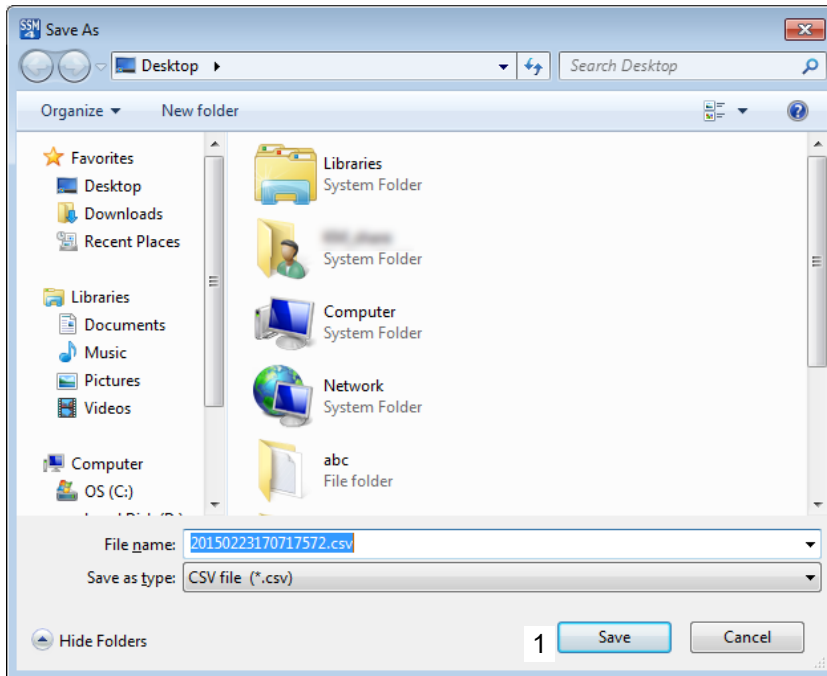 SSM
4
Save As
Desktop
Search Desktop
Organize
New folder
?
Favorites
Desktop
Downloads
Recent Places
Libraries
Documents
Music
Pictures
Videos
Computer
OS (C:)
Libraries
System Folder
System Folder
Computer
System Folder
Network
System Folder
abc
File folder
File name: 20150223170717572.csv
Save as type: CSV file (*.csv)
Hide Folders
1 Save Cancel